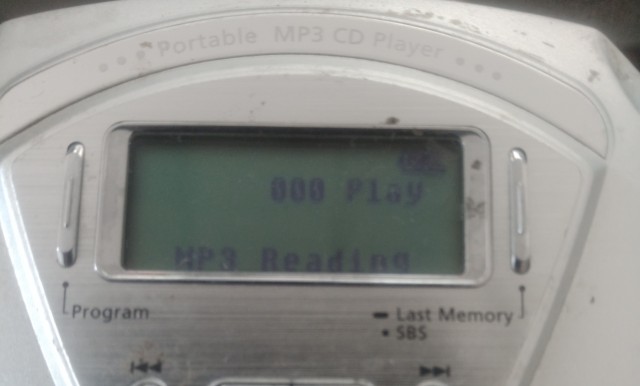 Portable MP3 CD Player
000 Play
MP3 Reading
Program
Last Memory
SBS